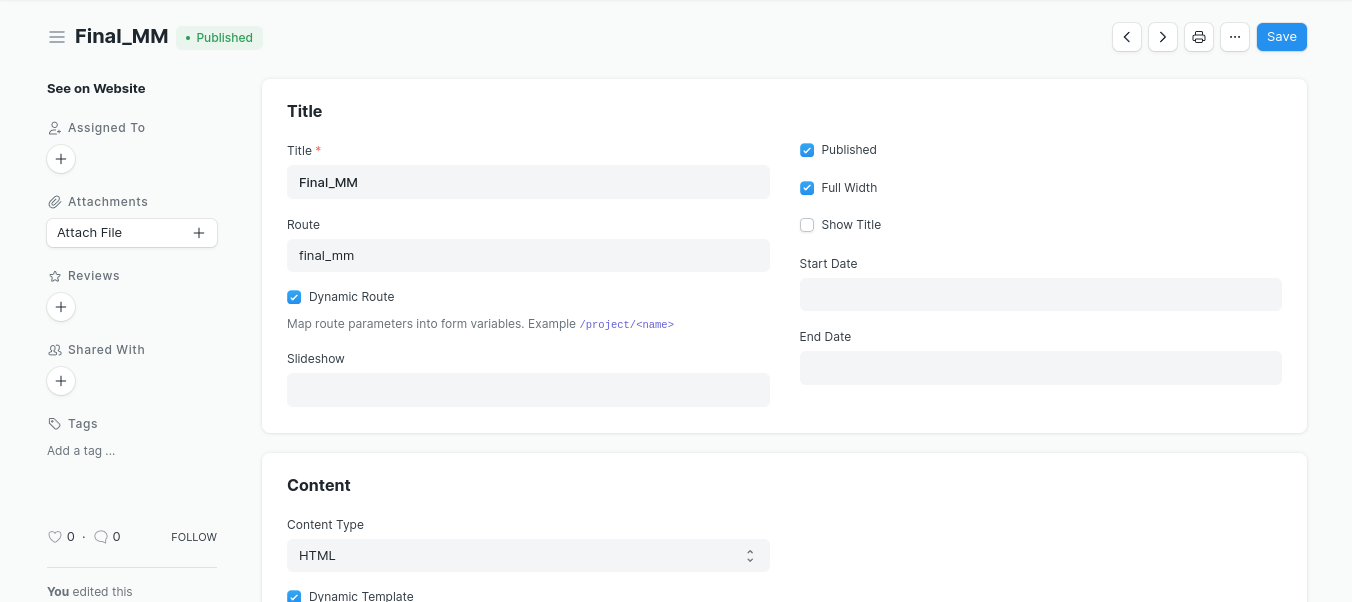 Final_MM
• Published
Save
See on Website
Assigned To
Attachments
Attach File
Reviews
Shared With
Tags
Add a tag ...
0 · 0 FOLLOW
You edited this
Title
Title *
Final_MM
Route
final_mm
Dynamic Route
Map route parameters into form variables. Example /project/<name>
Slideshow
Published
Full Width
Show Title
Start Date
End Date
Content
Content Type
HTML
Dynamic Template